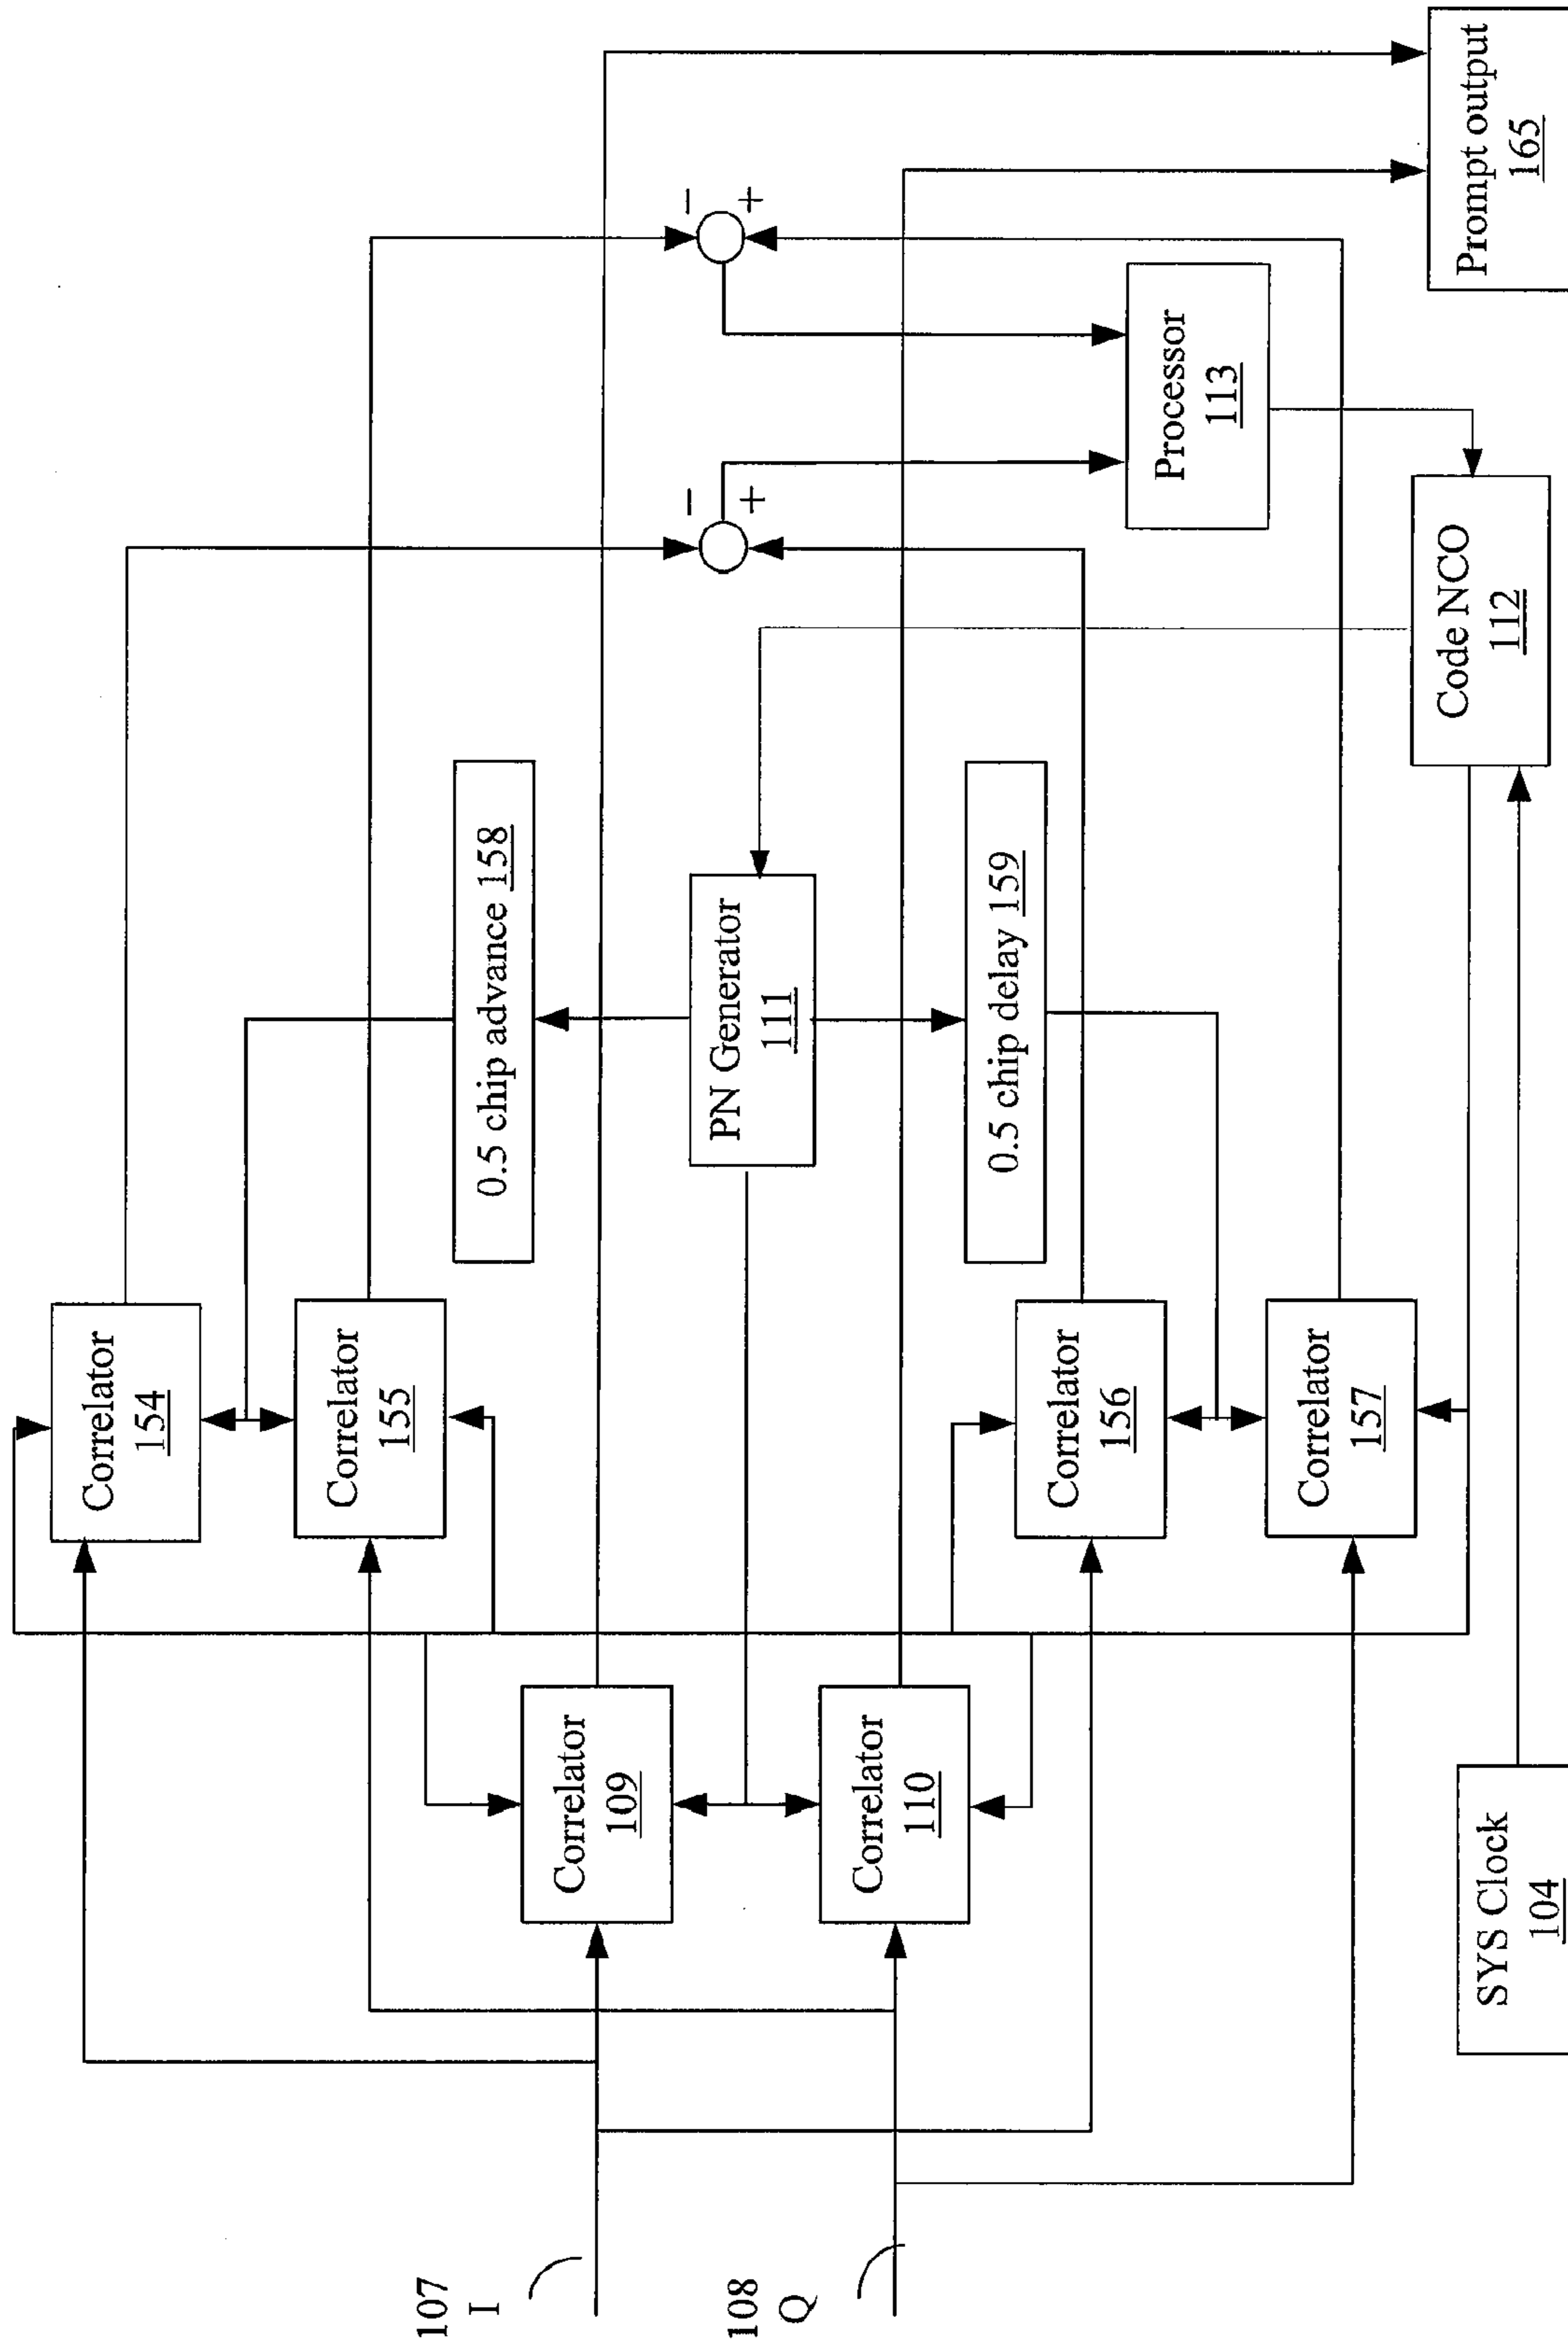 Correlator
154
Correlator
155
0.5 chip advance 158
-
+
-
+
107
I
Correlator
109
PN Generator
111
108
Q
Correlator
110
0.5 chip delay 159
Correlator
156
Processor
113
Correlator
157
SYS Clock
104
Code NCO
112
Prompt output
165